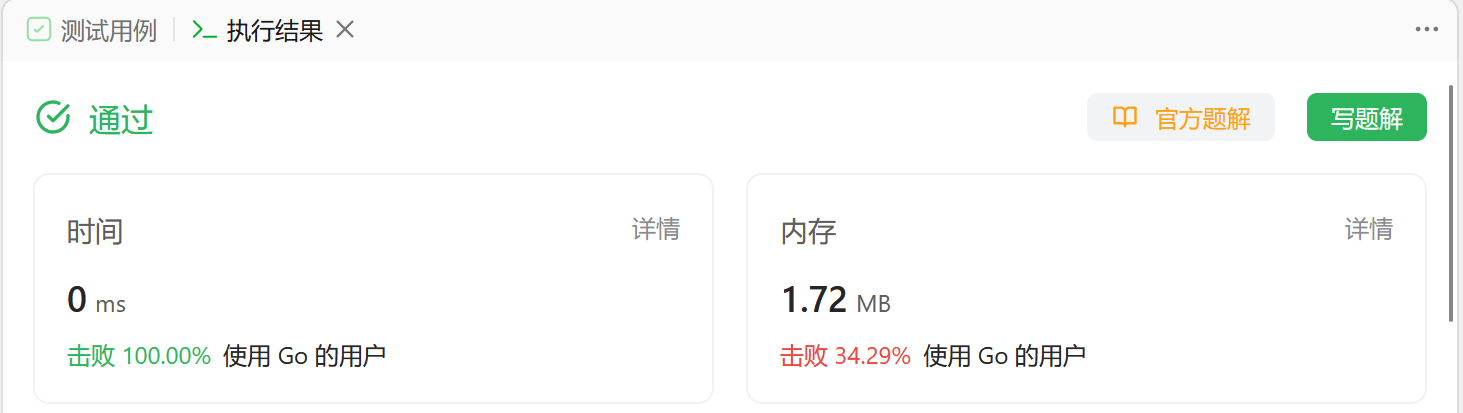 测试用例 执行结果
通过 官方题解 写题解
时间 详情 内存 详情
0 ms 1.72 MB
击败 100.00% 使用 Go 的用户 击败 34.29% 使用 Go 的用户